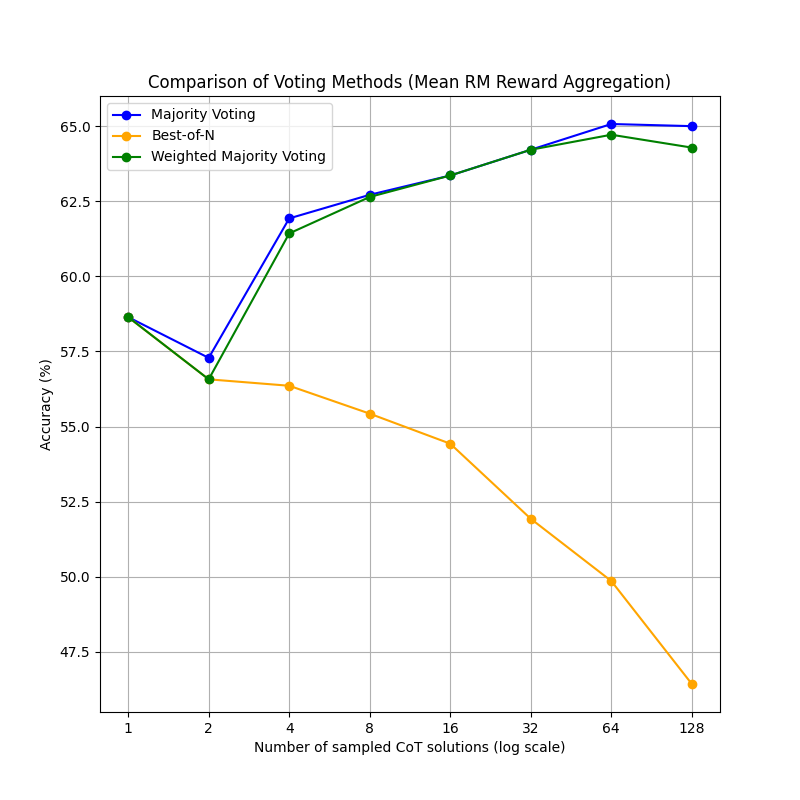 Comparison of Voting Methods (Mean RM Reward Aggregation)
Majority Voting
Best-of-N
Weighted Majority Voting
Accuracy (%)
65.0
62.5
60.0
57.5
55.0
52.5
50.0
47.5
1 2 4 8 16 32 64 128
Number of sampled CoT solutions (log scale)